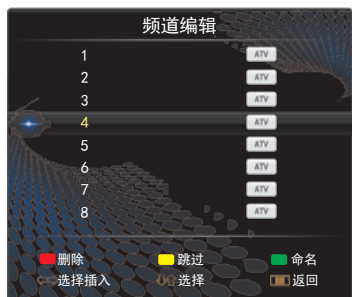 频道编辑
1 ATV
2 ATV
3 ATV
4 ATV
5 ATV
6 ATV
7 ATV
8 ATV
删除 跳过 命名
选择插入 选择 返回